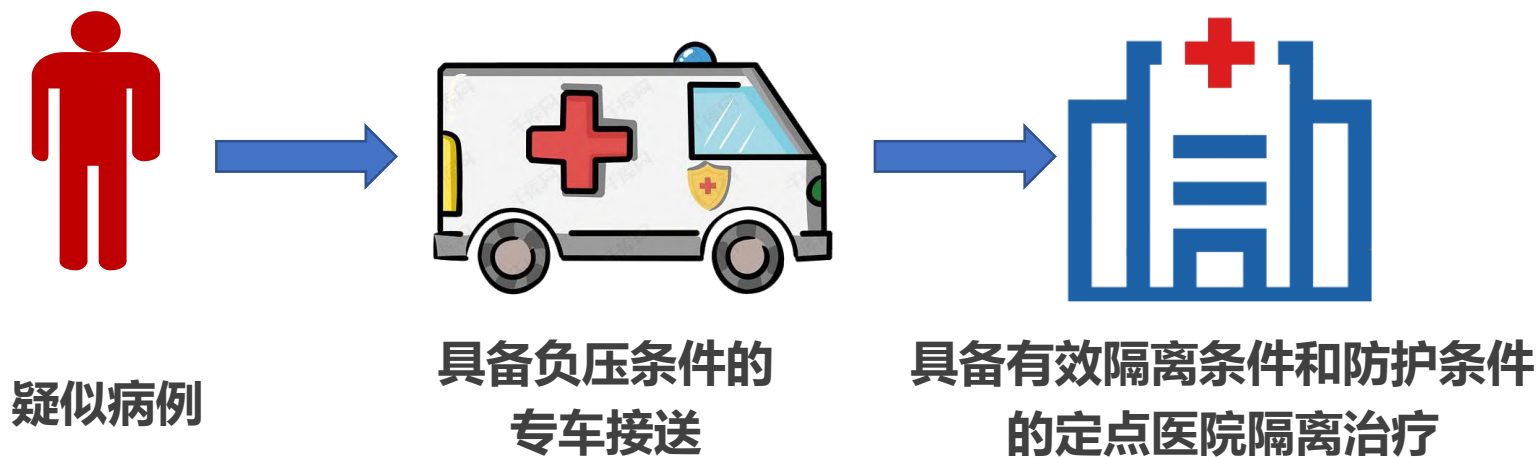 疑似病例
具备负压条件的
专车接送
具备有效隔离条件和防护条件
的定点医院隔离治疗